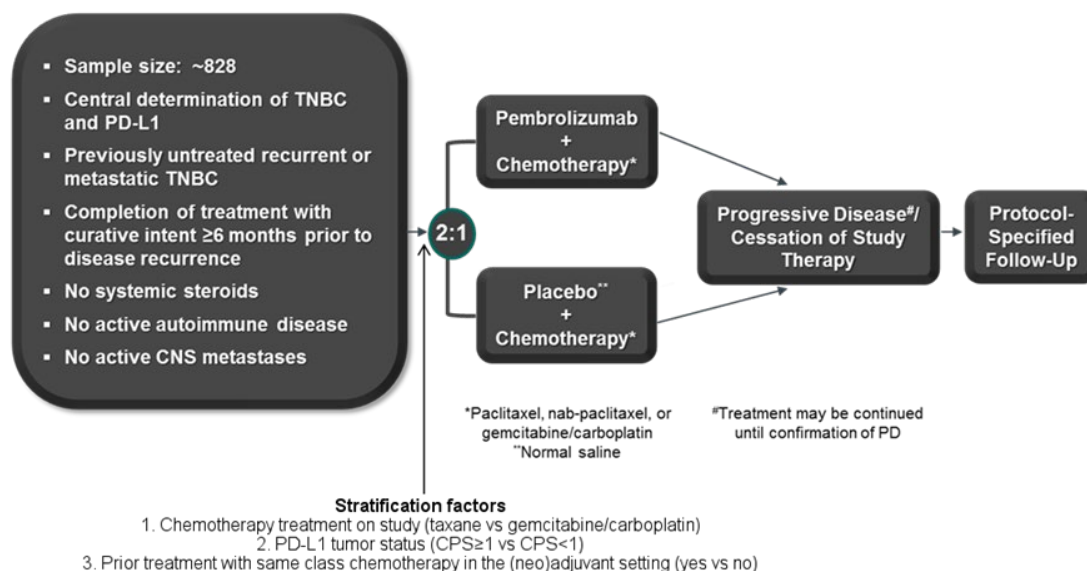 ▪ Sample size: ~828
▪ Central determination of TNBC
and PD-L1
▪ Previously untreated recurrent or
metastatic TNBC
▪ Completion of treatment with
curative intent ≥6 months prior to
disease recurrence
▪ No systemic steroids
▪ No active autoimmune disease
▪ No active CNS metastases
2:1
Pembrolizumab
+
Chemotherapy*
Placebo**
+
Chemotherapy*
Progressive Disease#/
Cessation of Study
Therapy
Protocol-
Specified
Follow-Up
*Paclitaxel, nab-paclitaxel, or
gemcitabine/carboplatin
**Normal saline
#Treatment may be continued
until confirmation of PD
Stratification factors
1. Chemotherapy treatment on study (taxane vs gemcitabine/carboplatin)
2. PD-L1 tumor status (CPS≥1 vs CPS<1)
3. Prior treatment with same class chemotherapy in the (neo)adjuvant setting (yes vs no)